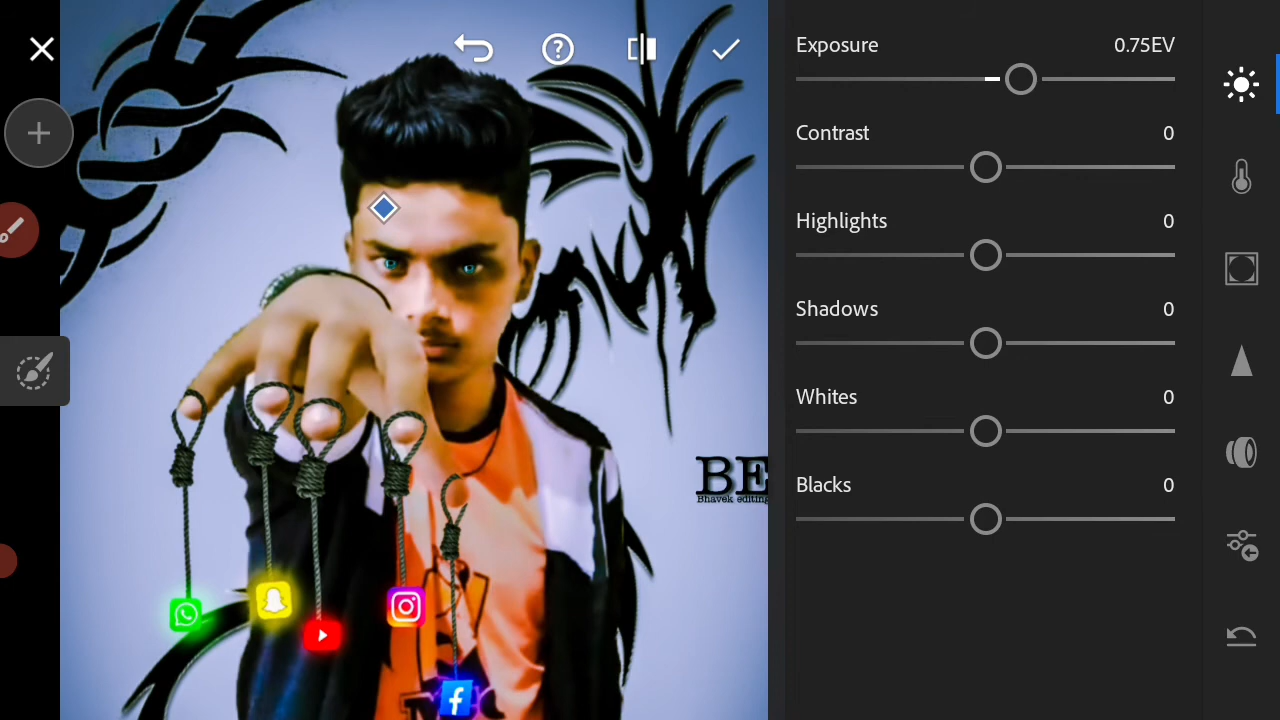 Exposure 0.75EV
Contrast 0
Highlights 0
Shadows 0
Whites 0
Blacks 0
BE
Bhavek editing